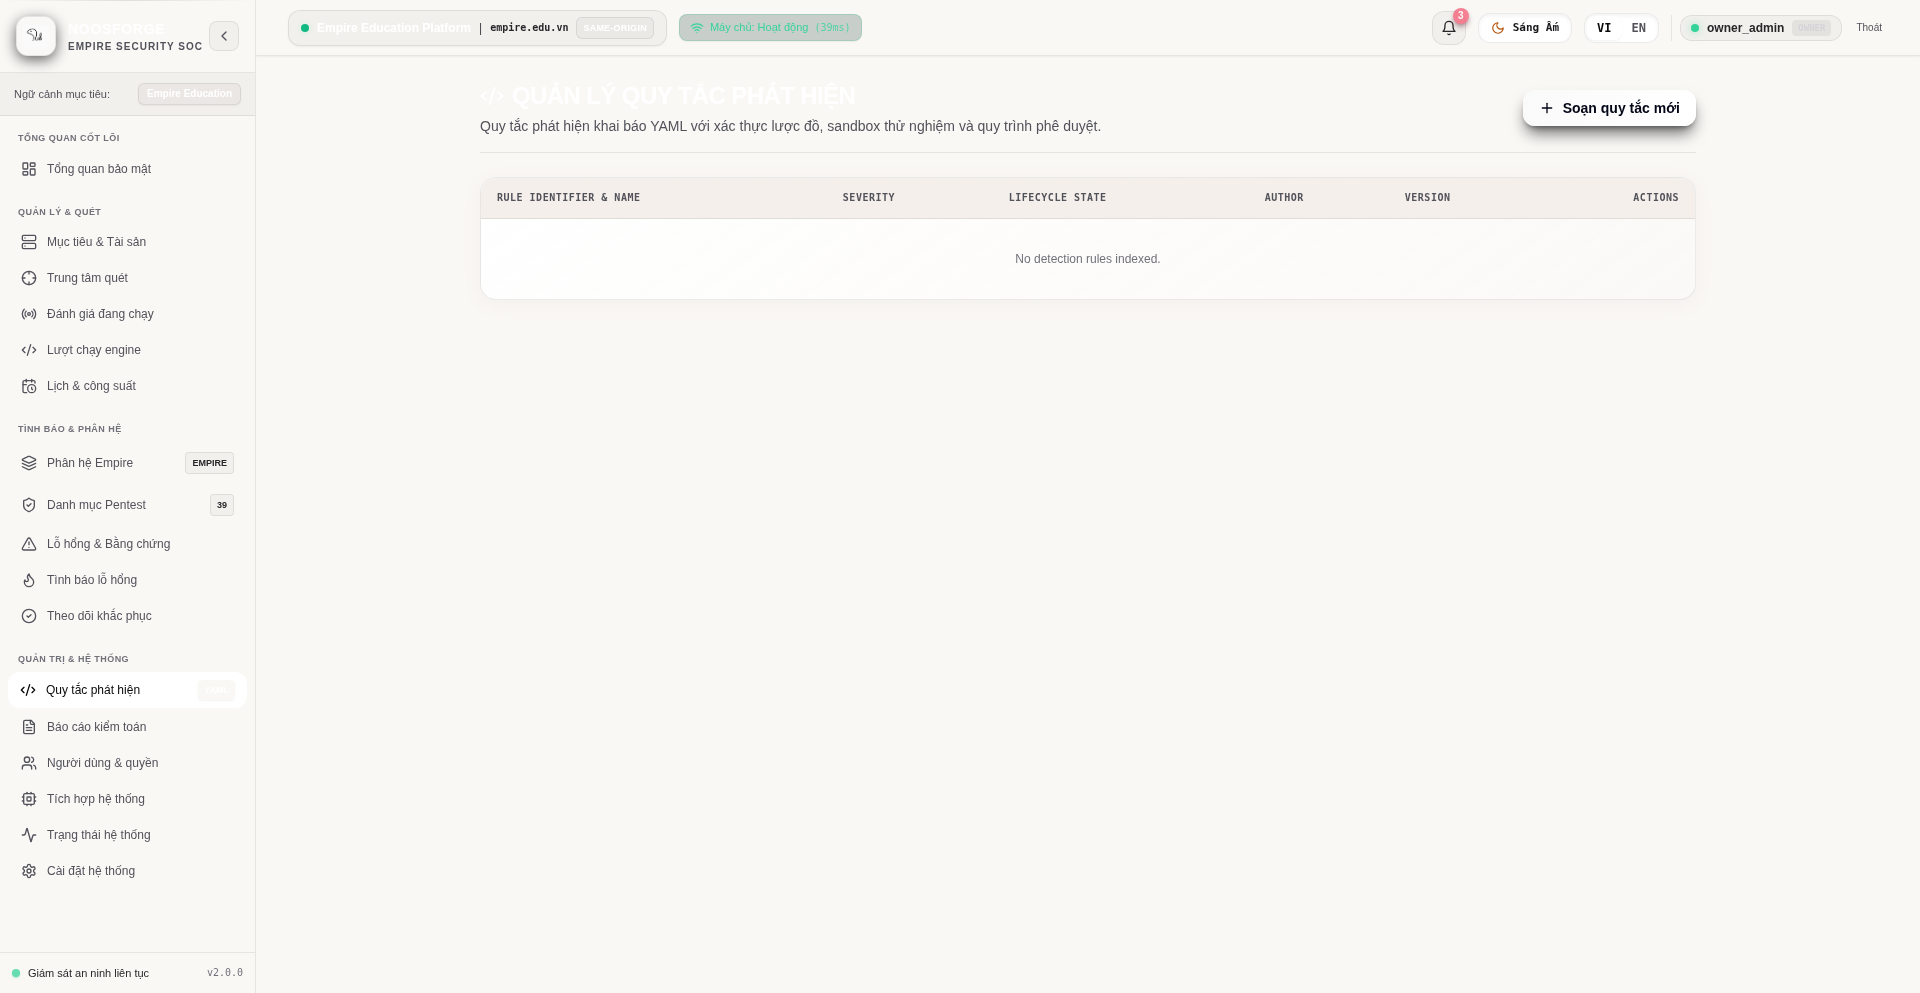 NOOSFORGE
EMPIRE SECURITY SOC
Ngữ cảnh mục tiêu:
Empire Education
TỔNG QUAN CỐT LÕI
Tổng quan bảo mật
QUẢN LÝ & QUÉT
Mục tiêu & Tài sản
Trung tâm quét
Đánh giá đang chạy
Lượt chạy engine
Lịch & công suất
TÌNH BÁO & PHÂN HỆ
Phân hệ Empire
EMPIRE
Danh mục Pentest
39
Lỗ hổng & Bằng chứng
Tình báo lỗ hổng
Theo dõi khắc phục
QUẢN TRỊ & HỆ THỐNG
Quy tắc phát hiện
Báo cáo kiểm toán
Người dùng & quyền
Tích hợp hệ thống
Trạng thái hệ thống
Cài đặt hệ thống
Giám sát an ninh liên tục
v2.0.0
Empire Education Platform | empire.edu.vn SAME-ORIGIN
Máy chủ: Hoạt động (39ms)
3
Sáng Ấm
VI EN
owner_admin OWNER
Thoát
QUẢN LÝ QUY TẮC PHÁT HIỆN
Quy tắc phát hiện khai báo YAML với xác thực lược đồ, sandbox thử nghiệm và quy trình phê duyệt.
Soạn quy tắc mới
RULE IDENTIFIER & NAME SEVERITY LIFECYCLE STATE AUTHOR VERSION ACTIONS
No detection rules indexed.